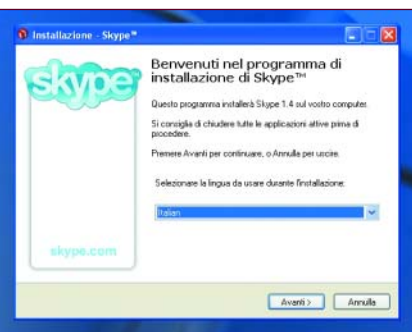 Installazione - Skype™
skype
Benvenuti nel programma di
installazione di Skype™
Questo programma installerà Skype 1.4 sul vostro computer.
Si consiglia di chiudere tutte le applicazioni attive prima di
procedere.
Premere Avanti per continuare, o Annulla per uscire.
Selezionare la lingua da usare durante l'installazione:
Italian
skype.com
Avanti >
Annulla